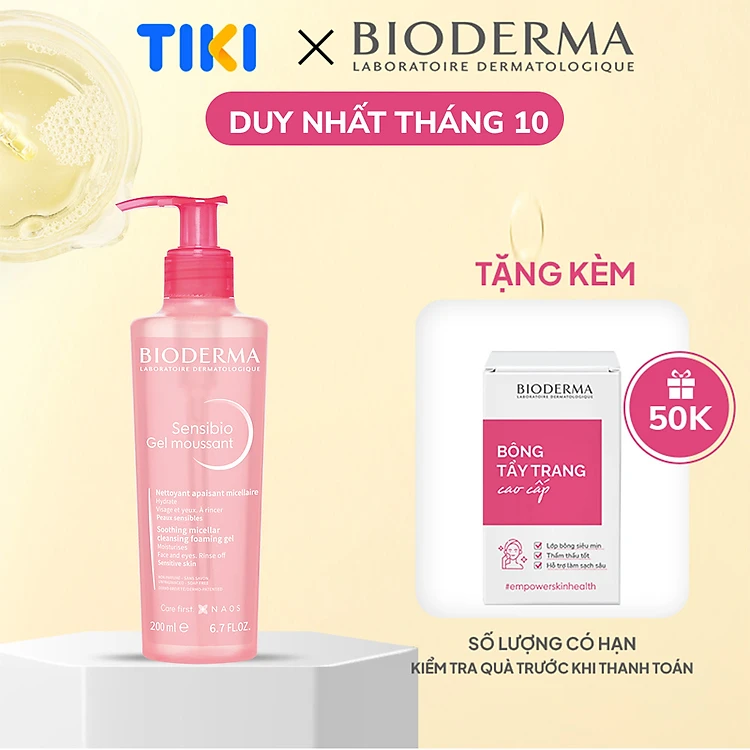 TIKI × BIODERMA
LABORATOIRE DERMATOLOGIQUE
DUY NHẤT THÁNG 10
BIODERMA
LABORATOIRE DERMATOLOGIQUE
Sensibio
Gel moussant
Nettoyant apaisant micellaire
Hydrate
Visage et yeux. À rincer
Peaux sensibles
Soothing micellar
cleansing foaming gel
Moisturises
Face and eyes. Rinse off
Sensitive skin
Care first NAOS
200 ml e 6.7 FL.OZ.
TẶNG KÈM
BIODERMA
LABORATOIRE DERMATOLOGIQUE
BÔNG
TẨY TRANG
cao cấp
Lớp bông siêu mịn
Thấm thấu tốt
Hỗ trợ làm sạch sâu
#empowerskinhealth
50K
SỐ LƯỢNG CÓ HẠN
KIỂM TRA QUÀ TRƯỚC KHI THANH TOÁN